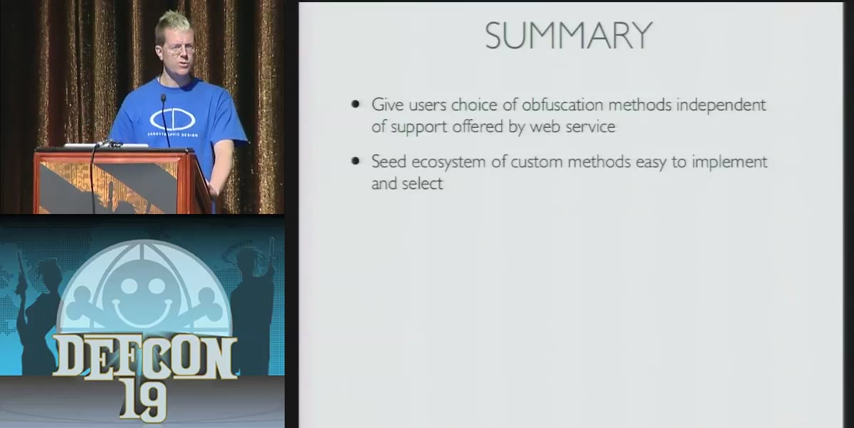 SUMMARY
• Give users choice of obfuscation methods independent
of support offered by web service
• Seed ecosystem of custom methods easy to implement
and select
DEFCON
19